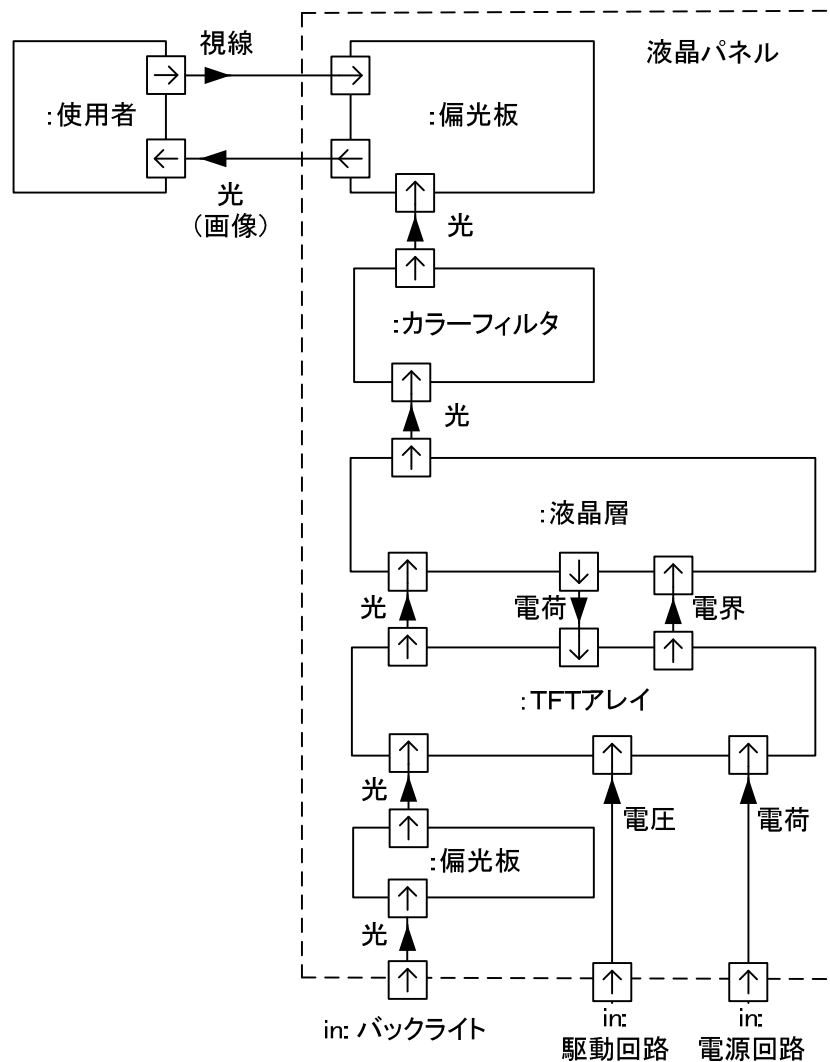 視線
液晶パネル
:使用者
:偏光板
光
(画像)
光
:カラーフィルタ
光
:液晶層
光
電荷
電界
:TFTアレイ
光
電圧
電荷
:偏光板
光
in: バックライト
in:
駆動回路
in:
電源回路